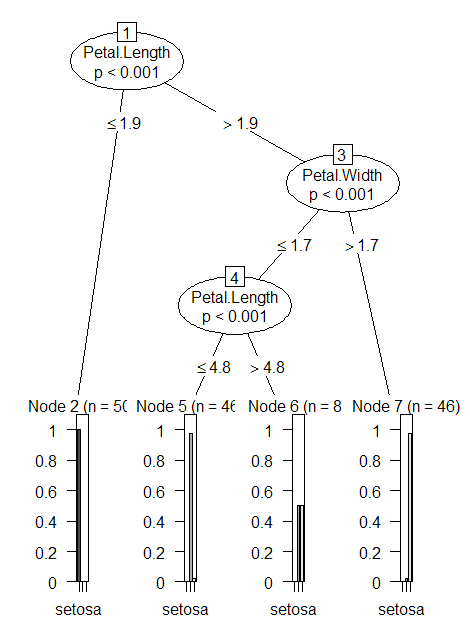 1
Petal.Length
p < 0.001
≤ 1.9
> 1.9
3
Petal.Width
p < 0.001
≤ 1.7
> 1.7
4
Petal.Length
p < 0.001
≤ 4.8
> 4.8
Node 2 (n = 50
setosa
0
0.2
0.4
0.6
0.8
1
Node 5 (n = 46
setosa
0
0.2
0.4
0.6
0.8
1
Node 6 (n = 8
setosa
0
0.2
0.4
0.6
0.8
1
Node 7 (n = 46)
setosa
0
0.2
0.4
0.6
0.8
1